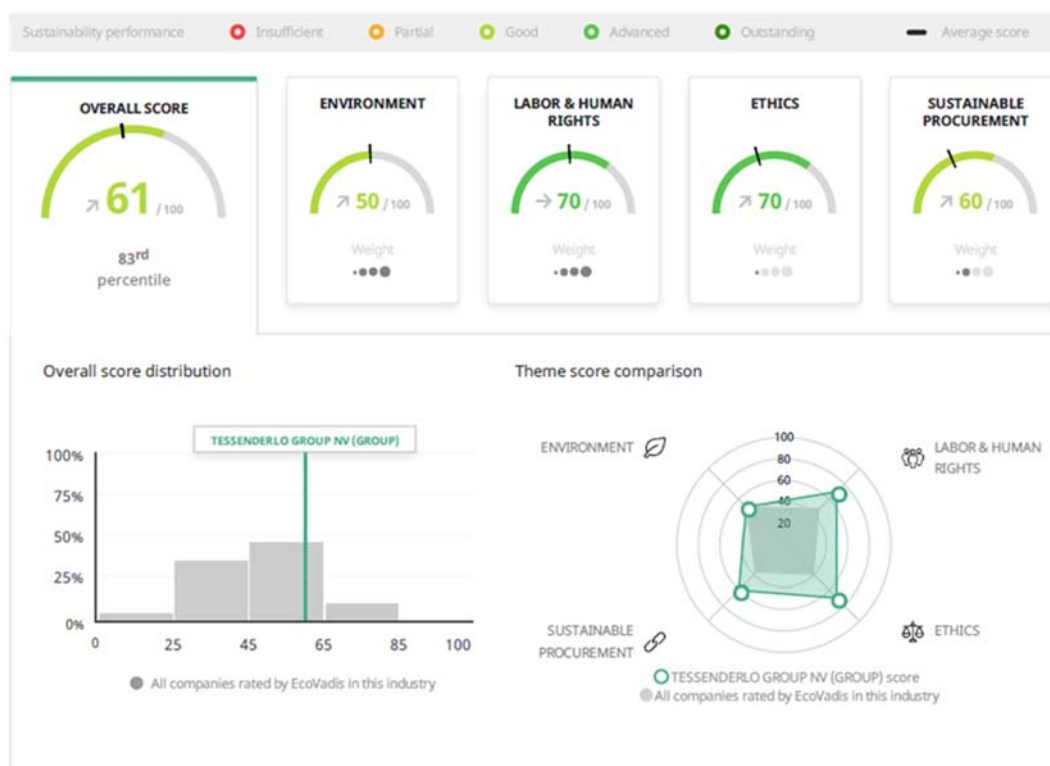 Sustainability performance Insufficient Partial Good Advanced Outstanding Average score
OVERALL SCORE
61 / 100
83rd
percentile
ENVIRONMENT
50 / 100
Weight
LABOR & HUMAN
RIGHTS
70 / 100
Weight
ETHICS
70 / 100
Weight
SUSTAINABLE
PROCUREMENT
60 / 100
Weight
Overall score distribution
TESSENDERLO GROUP NV (GROUP)
100%
75%
50%
25%
0%
0 25 45 65 85 100
All companies rated by EcoVadis in this industry
Theme score comparison
ENVIRONMENT
LABOR & HUMAN
RIGHTS
100
80
60
40
20
SUSTAINABLE
PROCUREMENT
ETHICS
TESSENDERLO GROUP NV (GROUP) score
All companies rated by EcoVadis in this industry